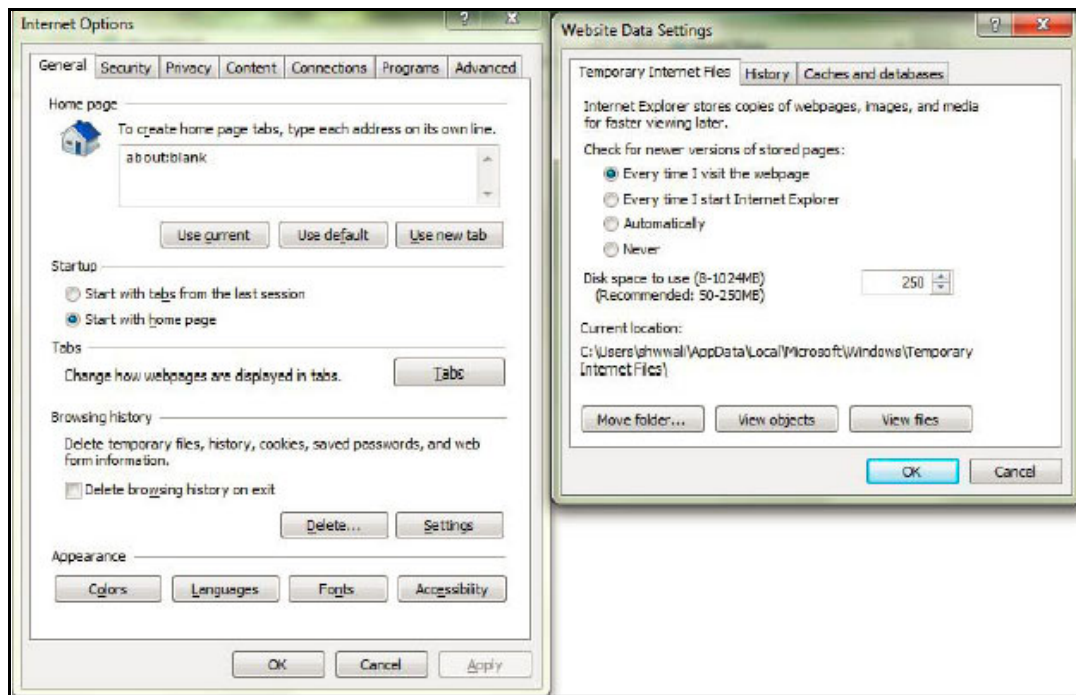 Internet Options
General Security Privacy Content Connections Programs Advanced
Home page
To create home page tabs, type each address on its own line.
about:blank
Use current Use default Use new tab
Startup
Start with tabs from the last session
Start with home page
Tabs
Change how webpages are displayed in tabs.
Tabs
Browsing history
Delete temporary files, history, cookies, saved passwords, and web
form information.
Delete browsing history on exit
Delete... Settings
Appearance
Colors Languages Fonts Accessibility
OK Cancel Apply
Website Data Settings
Temporary Internet Files History Caches and databases
Internet Explorer stores copies of webpages, images, and media
for faster viewing later.
Check for newer versions of stored pages:
Every time I visit the webpage
Every time I start Internet Explorer
Automatically
Never
Disk space to use (8-1024MB)
(Recommended: 50-250MB)
250
Current location:
C:\Users\shwwali\AppData\Local\Microsoft\Windows\Temporary
Internet Files\
Move folder... View objects View files
OK Cancel